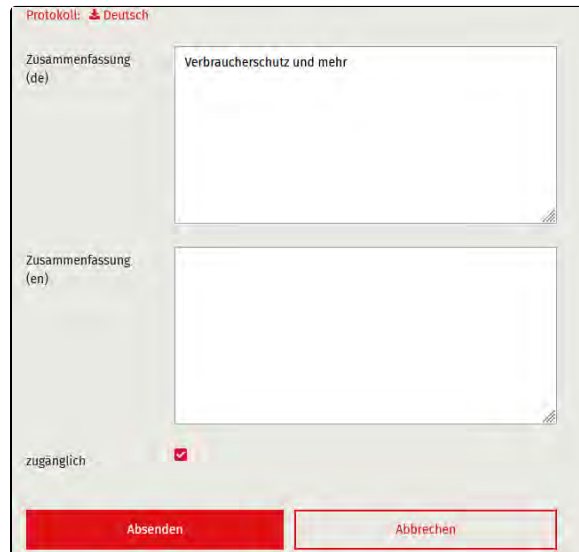 Protokoll: Deutsch
Zusammenfassung
(de)
Verbraucherschutz und mehr
Zusammenfassung
(en)
zugänglich
Absenden
Abbrechen